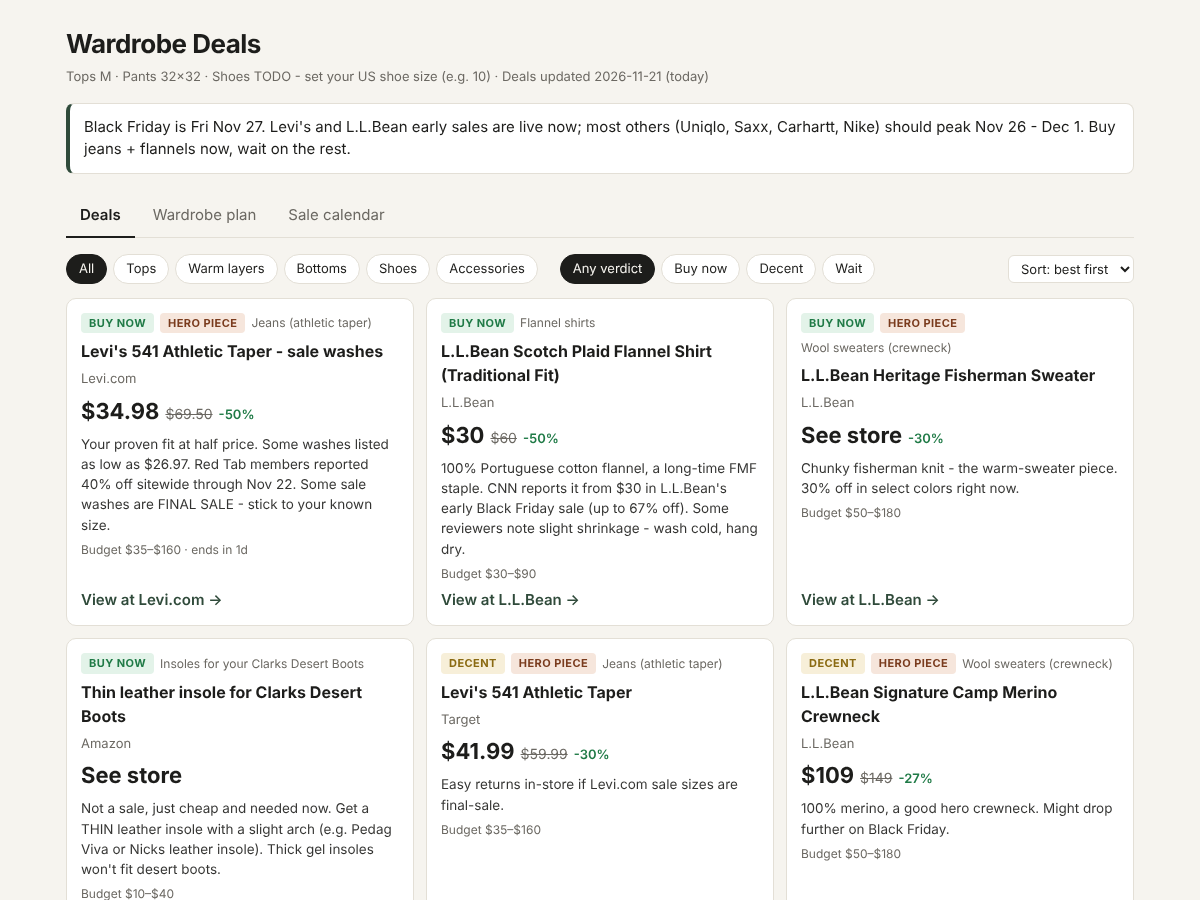 Wardrobe Deals
Tops M · Pants 32×32 · Shoes TODO - set your US shoe size (e.g. 10) · Deals updated 2026-11-21 (today)
Black Friday is Fri Nov 27. Levi's and L.L.Bean early sales are live now; most others (Uniqlo, Saxx, Carhartt, Nike) should peak Nov 26 - Dec 1. Buy
jeans + flannels now, wait on the rest.
Deals Wardrobe plan Sale calendar
All Tops Warm layers Bottoms Shoes Accessories Any verdict Buy now Decent Wait Sort: best first
BUY NOW HERO PIECE Jeans (athletic taper)
Levi's 541 Athletic Taper - sale washes
Levi.com
$34.98 $69.50 -50%
Your proven fit at half price. Some washes listed
as low as $26.97. Red Tab members reported
40% off sitewide through Nov 22. Some sale
washes are FINAL SALE - stick to your known
size.
Budget $35–$160 · ends in 1d
View at Levi.com →
BUY NOW Flannel shirts
L.L.Bean Scotch Plaid Flannel Shirt
(Traditional Fit)
L.L.Bean
$30 $60 -50%
100% Portuguese cotton flannel, a long-time FMF
staple. CNN reports it from $30 in L.L.Bean's
early Black Friday sale (up to 67% off). Some
reviewers note slight shrinkage - wash cold, hang
dry.
Budget $30–$90
View at L.L.Bean →
BUY NOW HERO PIECE
Wool sweaters (crewneck)
L.L.Bean Heritage Fisherman Sweater
L.L.Bean
See store -30%
Chunky fisherman knit - the warm-sweater piece.
30% off in select colors right now.
Budget $50–$180
View at L.L.Bean →
BUY NOW Insoles for your Clarks Desert Boots
Thin leather insole for Clarks Desert
Boots
Amazon
See store
Not a sale, just cheap and needed now. Get a
THIN leather insole with a slight arch (e.g. Pedag
Viva or Nicks leather insole). Thick gel insoles
won't fit desert boots.
Budget $10–$40
DECENT HERO PIECE Jeans (athletic taper)
Levi's 541 Athletic Taper
Target
$41.99 $59.99 -30%
Easy returns in-store if Levi.com sale sizes are
final-sale.
Budget $35–$160
DECENT HERO PIECE Wool sweaters (crewneck)
L.L.Bean Signature Camp Merino
Crewneck
L.L.Bean
$109 $149 -27%
100% merino, a good hero crewneck. Might drop
further on Black Friday.
Budget $50–$180